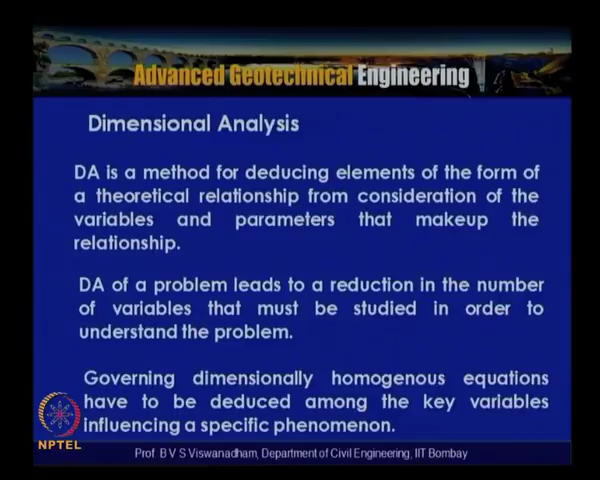 Advanced Geotechnical Engineering
Dimensional Analysis
DA is a method for deducing elements of the form of
a theoretical relationship from consideration of the
variables and parameters that makeup the
relationship.
DA of a problem leads to a reduction in the number
of variables that must be studied in order to
understand the problem.
Governing dimensionally homogenous equations
have to be deduced among the key variables
influencing a specific phenomenon.
NPTEL
Prof. B V S Viswanadham, Department of Civil Engineering, IIT Bombay